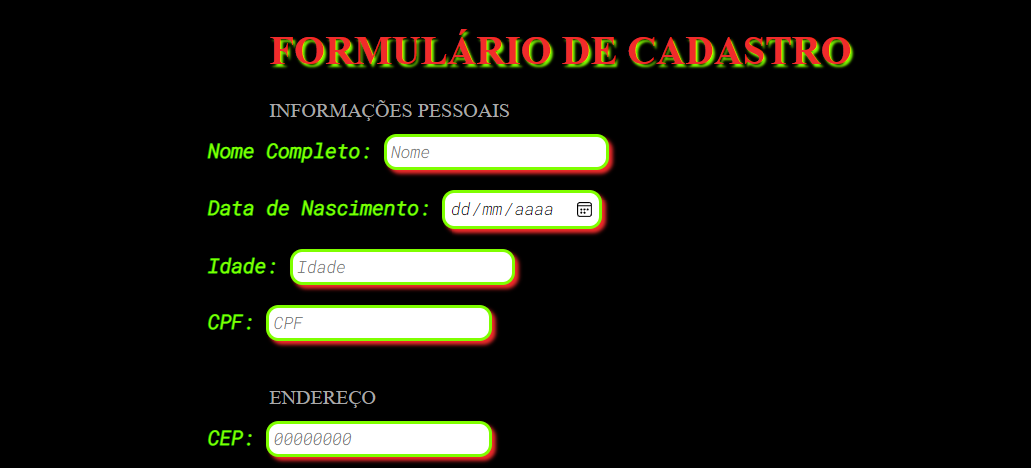 FORMULÁRIO DE CADASTRO
INFORMAÇÕES PESSOAIS
Nome Completo: Nome
Data de Nascimento: dd/mm/aaaa
Idade: Idade
CPF: CPF
ENDEREÇO
CEP: 00000000